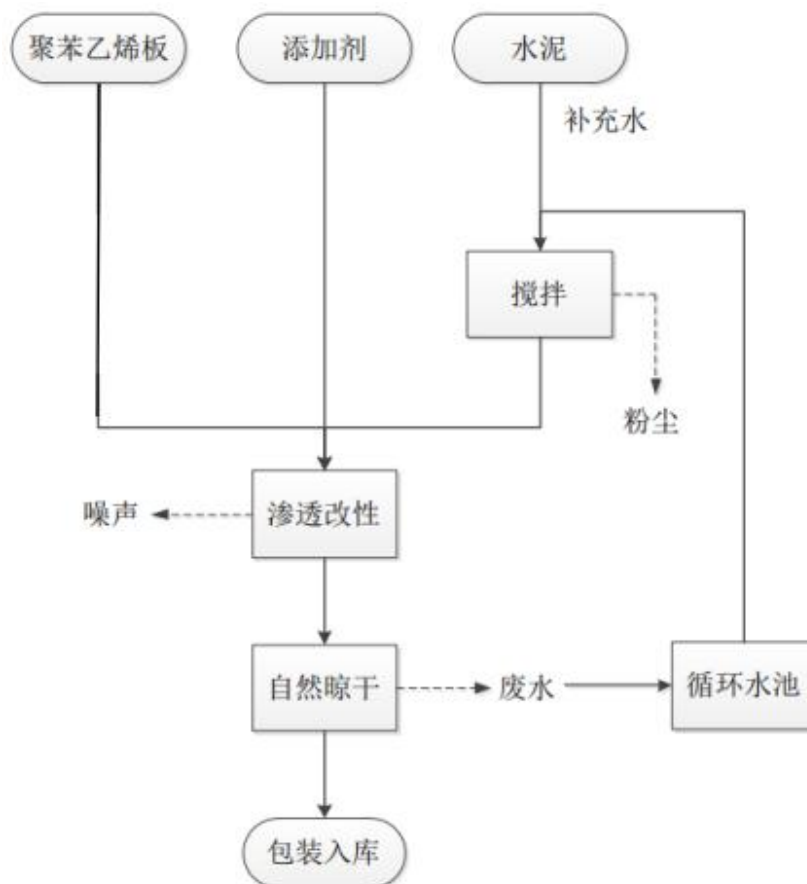 聚苯乙烯板
添加剂
水泥
补充水
搅拌
粉尘
噪声
渗透改性
自然晾干
废水
循环水池
包装入库